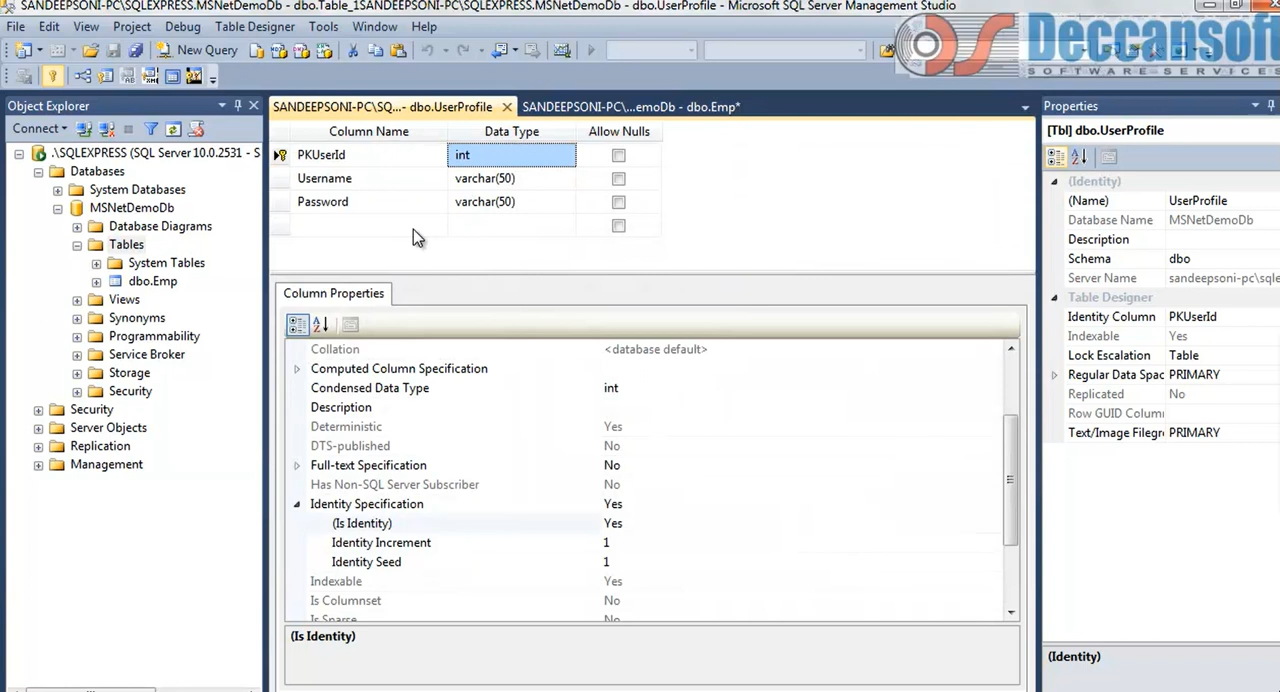 SANDEEPSONI-PC\SQLEXPRESS.MSNetDemoDb - dbo.Table_1SANDEEPSONI-PC\SQLEXPRESS.MSNetDemoDb - dbo.UserProfile - Microsoft SQL Server Management Studio
File Edit View Project Debug Table Designer Tools Window Help
New Query
Deccansoft
SOFTWARE SERVICES
Object Explorer
Connect
.\SQLEXPRESS (SQL Server 10.0.2531 - S
Databases
System Databases
MSNetDemoDb
Database Diagrams
Tables
System Tables
dbo.Emp
Views
Synonyms
Programmability
Service Broker
Storage
Security
Security
Server Objects
Replication
Management
SANDEEPSONI-PC\SQ...- dbo.UserProfile SANDEEPSONI-PC\...emoDb - dbo.Emp*
Column Name Data Type Allow Nulls
PKUserId int
Username varchar(50)
Password varchar(50)
Column Properties
Collation <database default>
Computed Column Specification
Condensed Data Type int
Description
Deterministic Yes
DTS-published No
Full-text Specification No
Has Non-SQL Server Subscriber No
Identity Specification Yes
(Is Identity) Yes
Identity Increment 1
Identity Seed 1
Indexable Yes
Is Columnset No
Is Sparse No
(Is Identity)
Properties
[Tbl] dbo.UserProfile
(Identity)
(Name) UserProfile
Database Name MSNetDemoDb
Description
Schema dbo
Server Name sandeepsoni-pc\sqle
Table Designer
Identity Column PKUserId
Indexable Yes
Lock Escalation Table
Regular Data Spac PRIMARY
Replicated No
Row GUID Colum
Text/Image Filegr PRIMARY
(Identity)